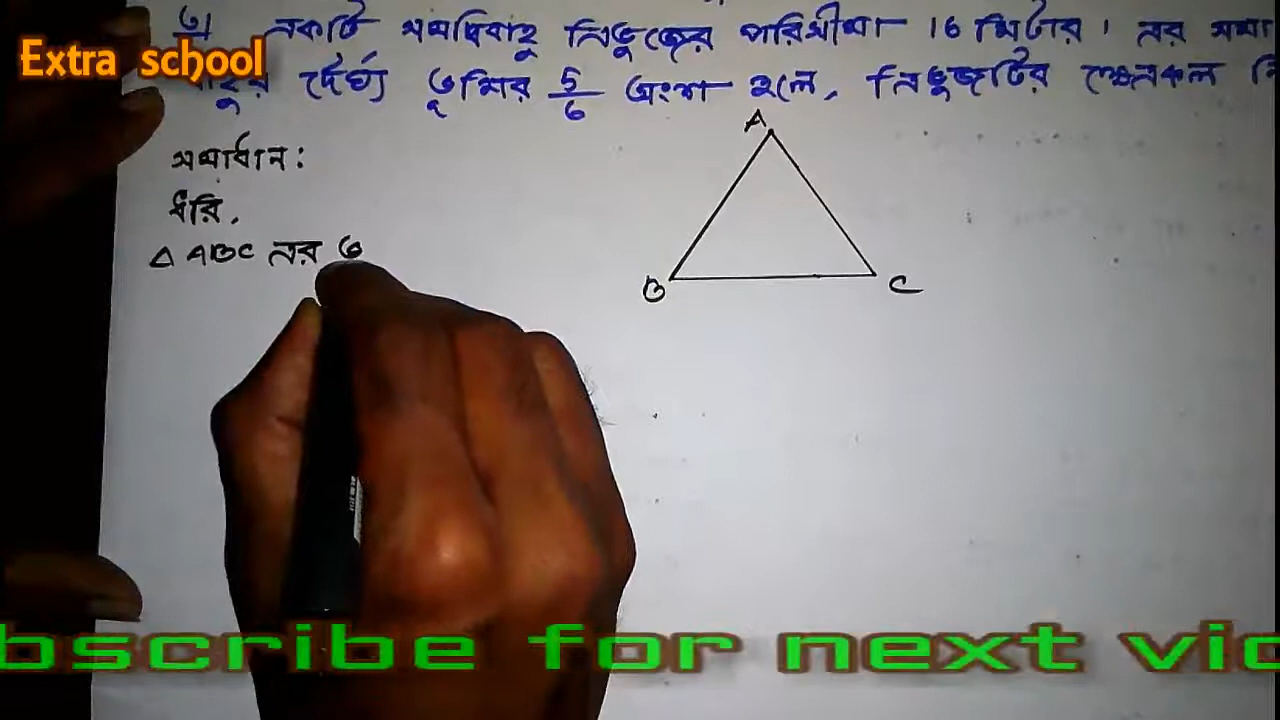 ৩। একটি সমদ্বিবাহু ত্রিভুজের পরিসীমা 16 মিটার। এর সমা
Extra school
বাহুর দৈর্ঘ্য ভূমির 5/6 অংশ হলে, ত্রিভুজটির ক্ষেত্রফল নি
A
সমাধান:
ধরি,
Δ ABC এর ভ
B
C
bscribe for next vid